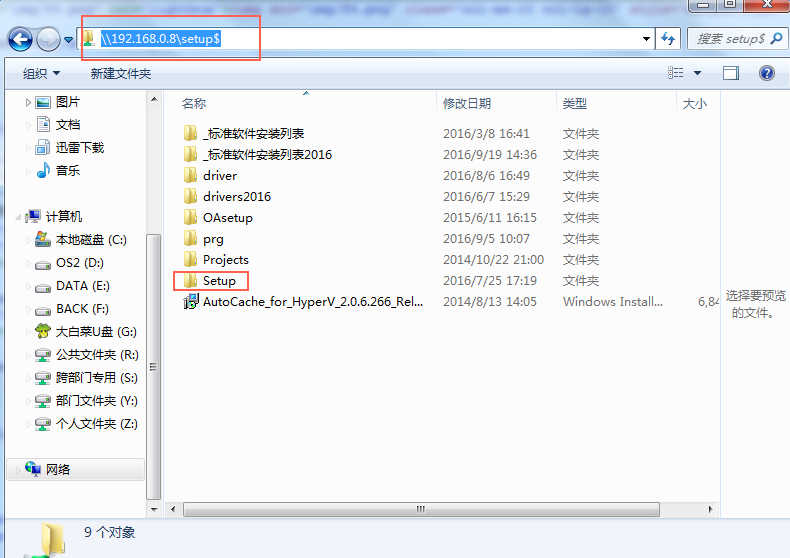 \\192.168.0.8\setup$
搜索 setup$
组织 新建文件夹
名称 修改日期 类型 大小
图片
文档
迅雷下载
音乐
计算机
本地磁盘 (C:)
OS2 (D:)
DATA (E:)
BACK (F:)
大白菜U盘 (G:)
公共文件夹 (R:)
跨部门专用 (S:)
部门文件夹 (Y:)
个人文件夹 (Z:)
网络
_标准软件安装列表 2016/3/8 16:41 文件夹
_标准软件安装列表2016 2016/9/19 14:36 文件夹
driver 2016/8/6 16:49 文件夹
drivers2016 2016/6/7 15:29 文件夹
OAsetup 2015/6/11 16:15 文件夹
prg 2016/9/5 10:07 文件夹
Projects 2014/10/22 21:00 文件夹
Setup 2016/7/25 17:19 文件夹
AutoCache_for_HyperV_2.0.6.266_Rel... 2014/8/13 14:05 Windows Install... 6,84
选择要预览
的文件。
9 个对象